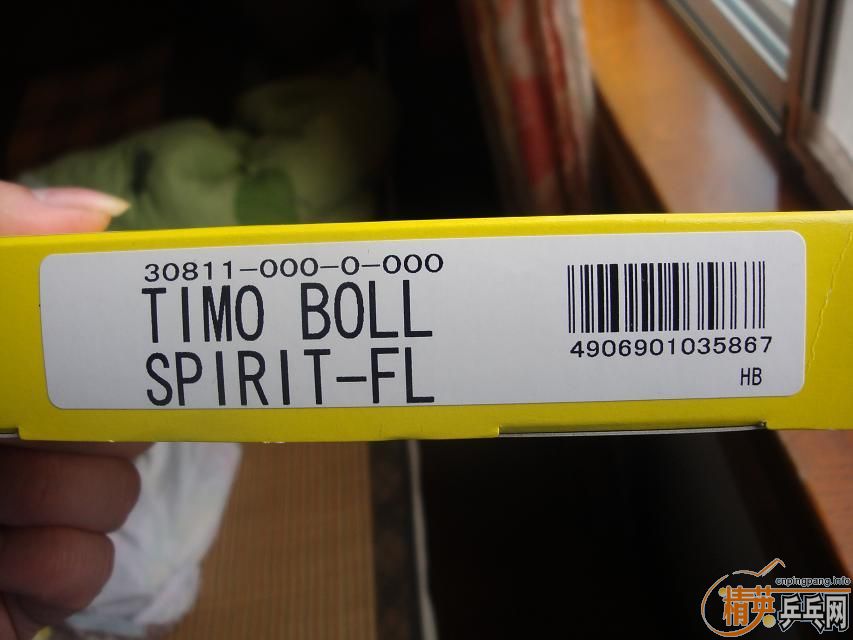 30811-000-0-000
TIMO BOLL
SPIRIT-FL
4906901035867
HB
cnpingpang.info
精英乒乓网